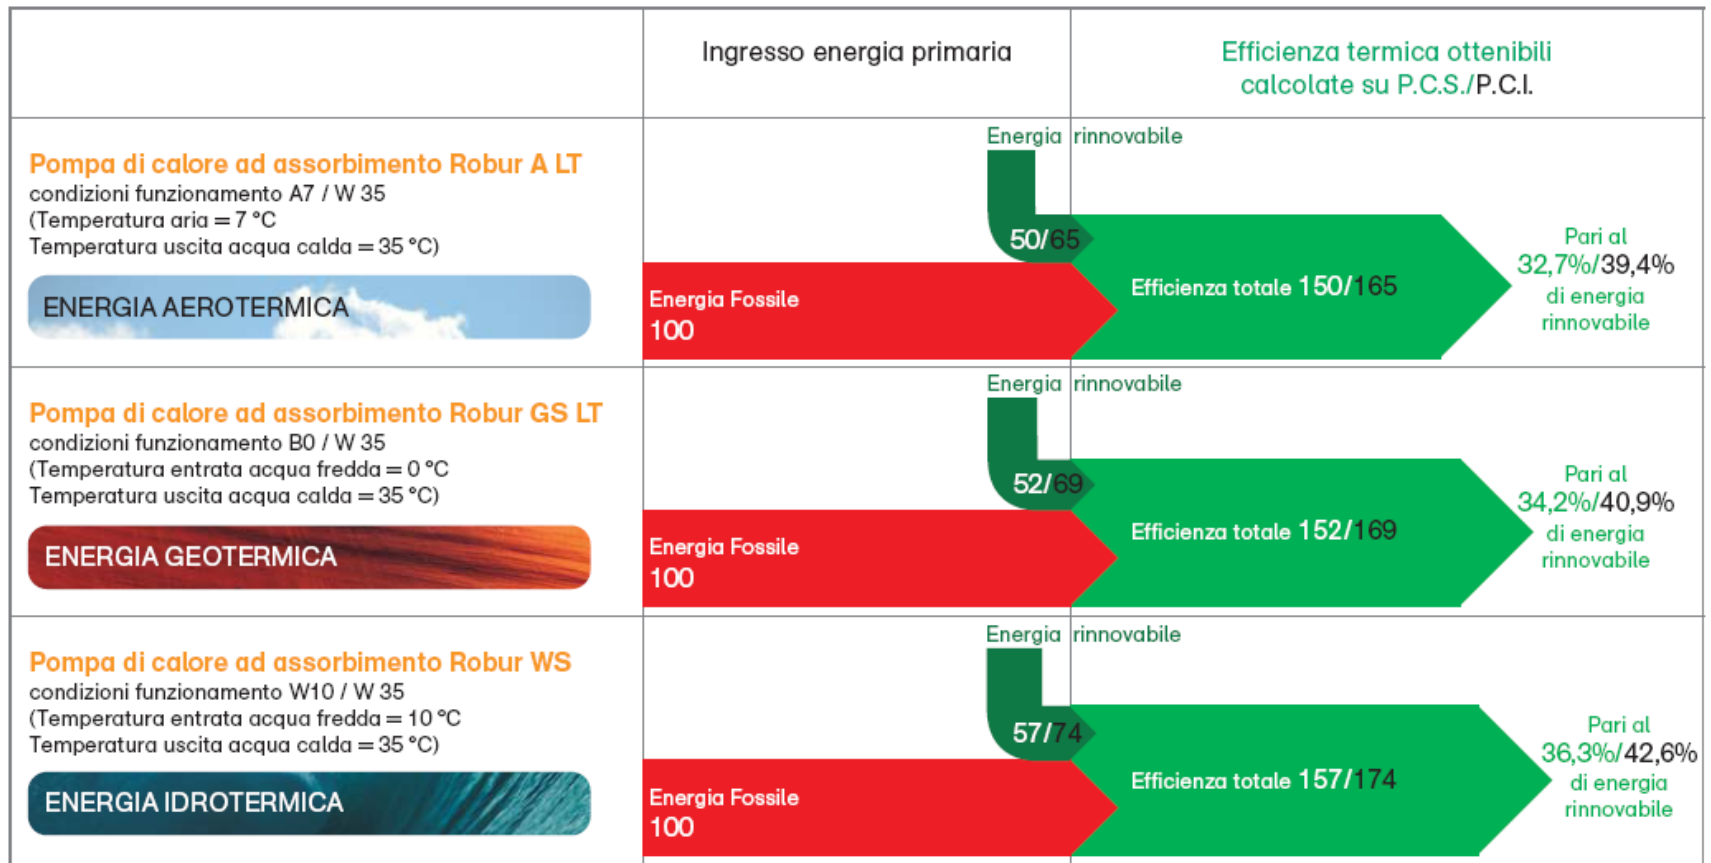 Ingresso energia primaria
Efficienza termica ottenibili
calcolate su P.C.S./P.C.I.
Pompa di calore ad assorbimento Robur A LT
condizioni funzionamento A7 / W 35
(Temperatura aria = 7 °C
Temperatura uscita acqua calda = 35 °C)
ENERGIA AEROTERMICA
Energia rinnovabile
50/65
Energia Fossile
100
Efficienza totale 150/165
Pari al
32,7%/39,4%
di energia
rinnovabile
Pompa di calore ad assorbimento Robur GS LT
condizioni funzionamento B0 / W 35
(Temperatura entrata acqua fredda = 0 °C
Temperatura uscita acqua calda = 35 °C)
ENERGIA GEOTERMICA
Energia rinnovabile
52/69
Energia Fossile
100
Efficienza totale 152/169
Pari al
34,2%/40,9%
di energia
rinnovabile
Pompa di calore ad assorbimento Robur WS
condizioni funzionamento W10 / W 35
(Temperatura entrata acqua fredda = 10 °C
Temperatura uscita acqua calda = 35 °C)
ENERGIA IDROTERMICA
Energia rinnovabile
57/74
Energia Fossile
100
Efficienza totale 157/174
Pari al
36,3%/42,6%
di energia
rinnovabile